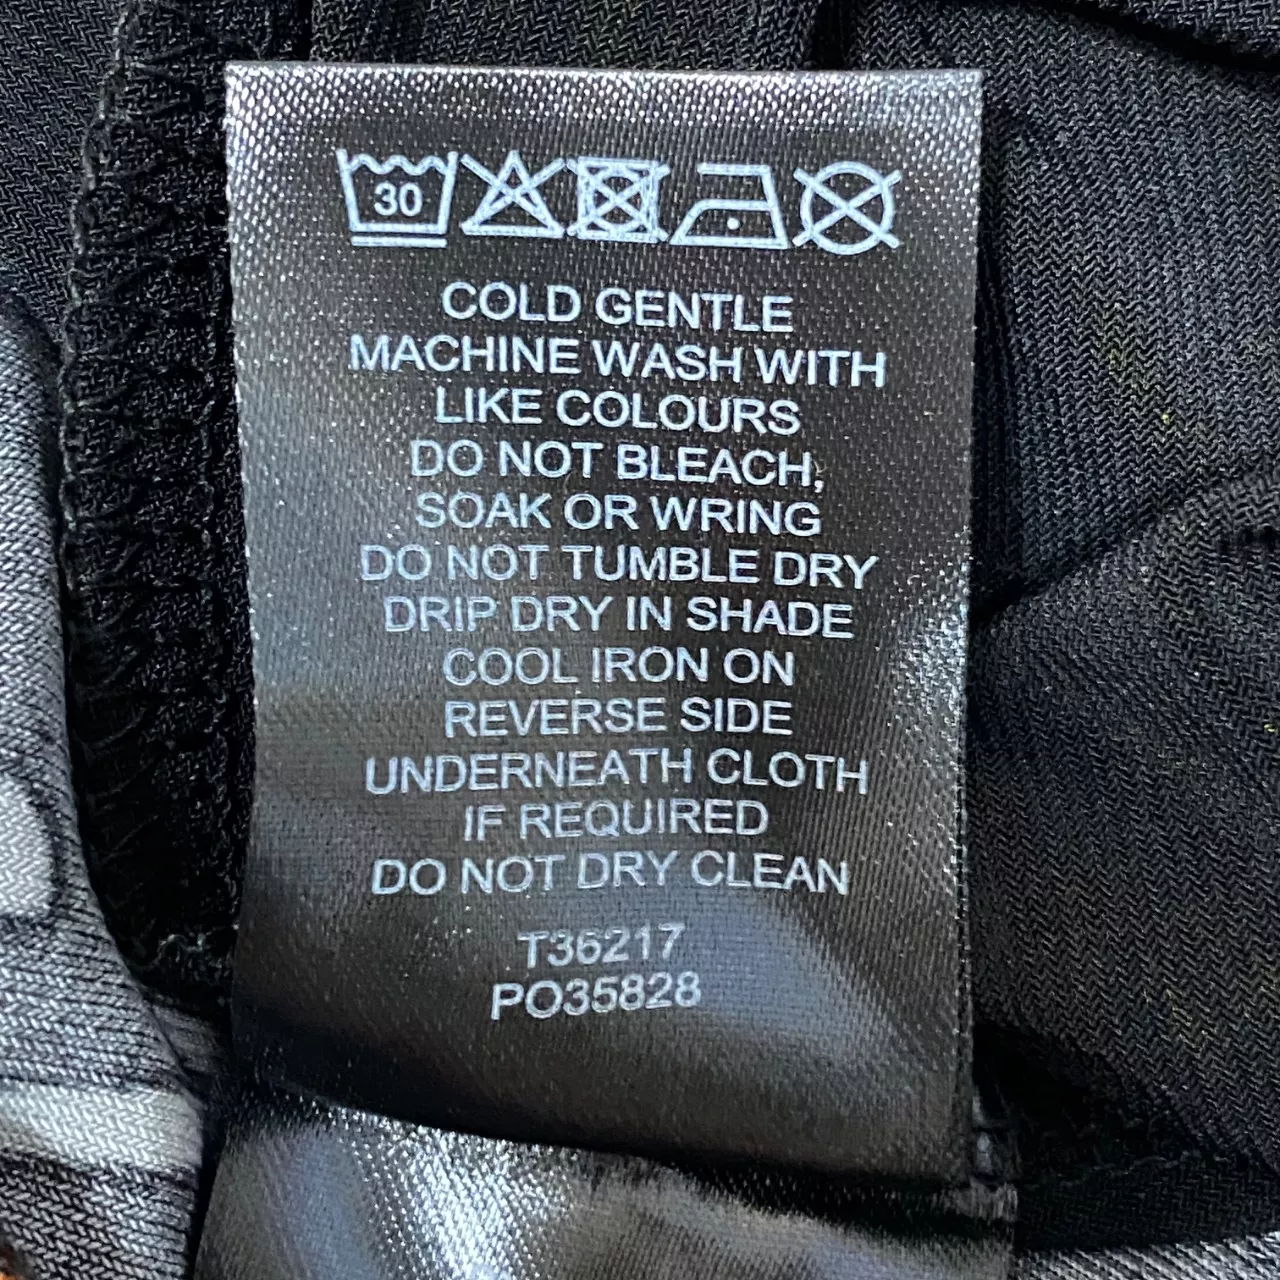 30
COLD GENTLE
MACHINE WASH WITH
LIKE COLOURS
DO NOT BLEACH,
SOAK OR WRING
DO NOT TUMBLE DRY
DRIP DRY IN SHADE
COOL IRON ON
REVERSE SIDE
UNDERNEATH CLOTH
IF REQUIRED
DO NOT DRY CLEAN
T36217
PO35828